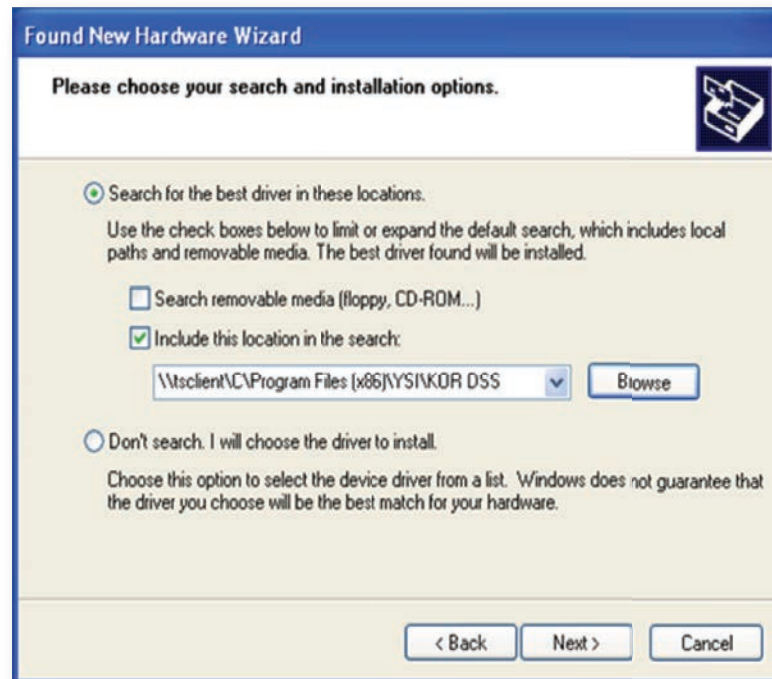 Found New Hardware Wizard
Please choose your search and installation options.
Search for the best driver in these locations.
Use the check boxes below to limit or expand the default search, which includes local
paths and removable media. The best driver found will be installed.
Search removable media (floppy, CD-ROM...)
Include this location in the search:
\\tsclient\C\Program Files (x86)\YSI\KOR DSS
Browse
Don't search. I will choose the driver to install.
Choose this option to select the device driver from a list. Windows does not guarantee that
the driver you choose will be the best match for your hardware.
< Back
Next >
Cancel